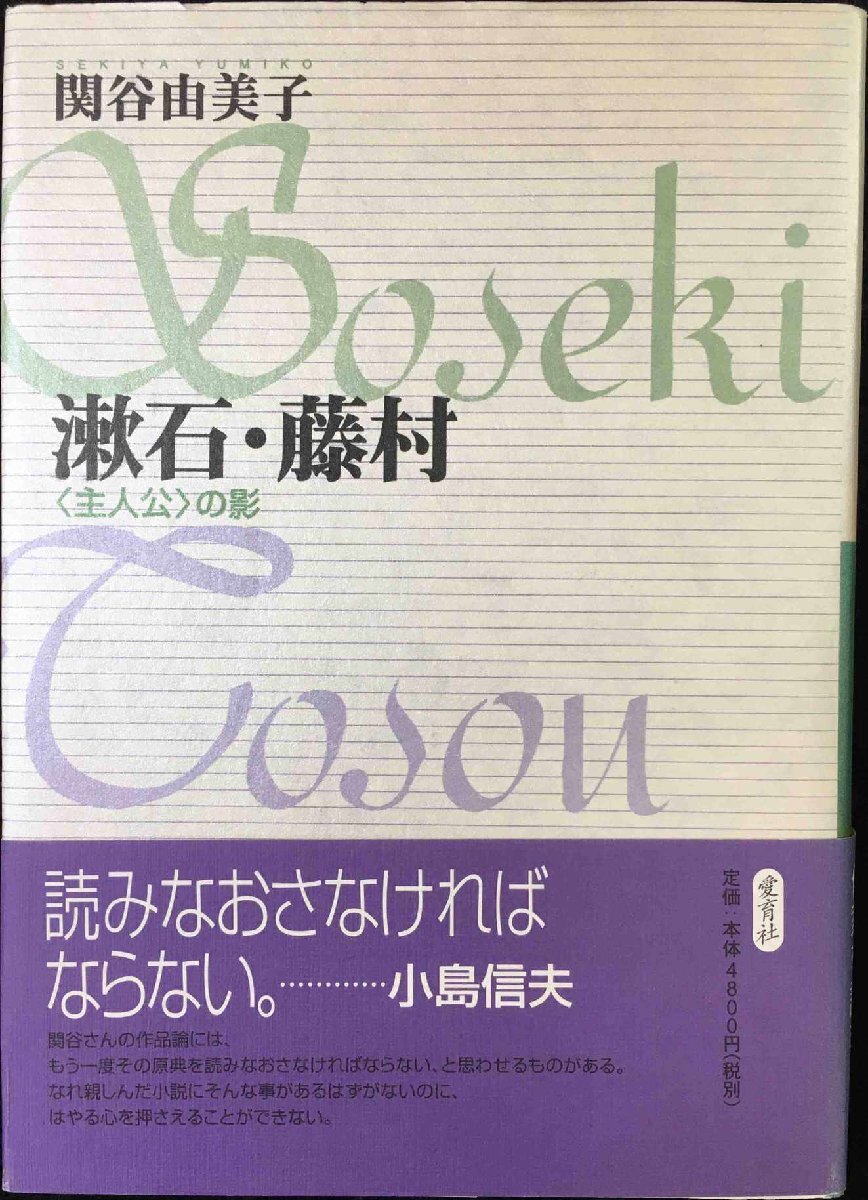 SEKIYA YUMIKO
関谷由美子
Soseki
漱石・藤村
〈主人公〉の影
Toson
読みなおさなければ
ならない。…………小島信夫
関谷さんの作品論には、
もう一度その原典を読みなおさなければならない、と思わせるものがある。
なれ親しんだ小説にそんな事があるはずがないのに、
はやる心を押さえることができない。
愛育社
定価：本体4800円（税別）